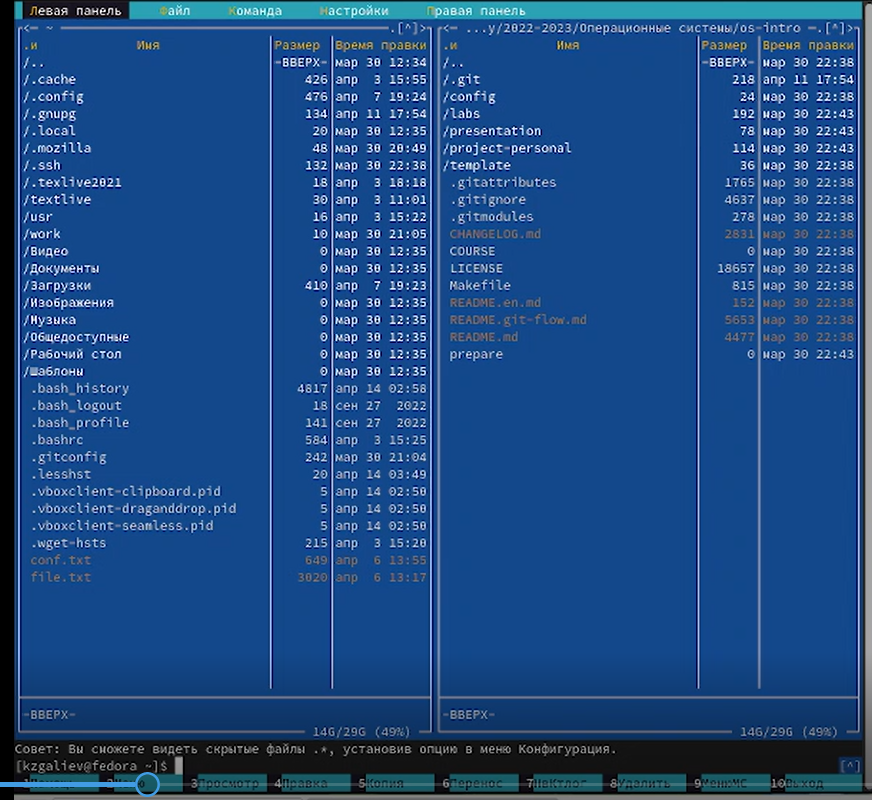 Левая панель Файл Команда Настройки Правая панель
<— ~ .[^]>
.и Имя Размер Время правки
/.. -ВВЕРХ- мар 30 12:34
/.cache 426 апр 3 15:55
/.config 476 апр 7 19:24
/.gnupg 134 апр 11 17:54
/.local 20 мар 30 12:35
/.mozilla 48 мар 30 20:49
/.ssh 132 мар 30 22:38
/.texlive2021 18 апр 3 18:18
/textlive 30 апр 3 11:01
/usr 16 апр 3 15:22
/work 10 мар 30 21:05
/Видео 0 мар 30 12:35
/Документы 0 мар 30 12:35
/Загрузки 410 апр 7 19:23
/Изображения 0 мар 30 12:35
/Музыка 0 мар 30 12:35
/Общедоступные 0 мар 30 12:35
/Рабочий стол 0 мар 30 12:35
/Шаблоны 0 мар 30 12:35
.bash_history 4817 апр 14 02:58
.bash_logout 18 сен 27 2022
.bash_profile 141 сен 27 2022
.bashrc 584 апр 3 15:25
.gitconfig 242 мар 30 21:04
.lesshst 20 апр 14 03:49
.vboxclient-clipboard.pid 5 апр 14 02:50
.vboxclient-draganddrop.pid 5 апр 14 02:50
.vboxclient-seamless.pid 5 апр 14 02:50
.wget-hsts 215 апр 3 15:20
conf.txt 649 апр 6 13:55
file.txt 3020 апр 6 13:17
-ВВЕРХ-
14G/29G (49%)
<— ...y/2022-2023/Операционные системы/os-intro —.[^]>
.и Имя Размер Время правки
/.. -ВВЕРХ- мар 30 22:38
/.git 218 апр 11 17:54
/config 24 мар 30 22:38
/labs 192 мар 30 22:43
/presentation 78 мар 30 22:43
/project-personal 114 мар 30 22:43
/template 36 мар 30 22:38
.gitattributes 1765 мар 30 22:38
.gitignore 4637 мар 30 22:38
.gitmodules 278 мар 30 22:38
CHANGELOG.md 2831 мар 30 22:38
COURSE 0 мар 30 22:38
LICENSE 18657 мар 30 22:38
Makefile 815 мар 30 22:38
README.en.md 152 мар 30 22:38
README.git-flow.md 5653 мар 30 22:38
README.md 4477 мар 30 22:38
prepare 0 мар 30 22:43
-ВВЕРХ-
14G/29G (49%)
Совет: Вы сможете видеть скрытые файлы .*, установив опцию в меню Конфигурация.
[kzgaliev@fedora ~]$ [^]
3Просмотр 4Правка 5Копия 6Перенос 7НвКтлог 8Удалить 9МенюMC 10Выход